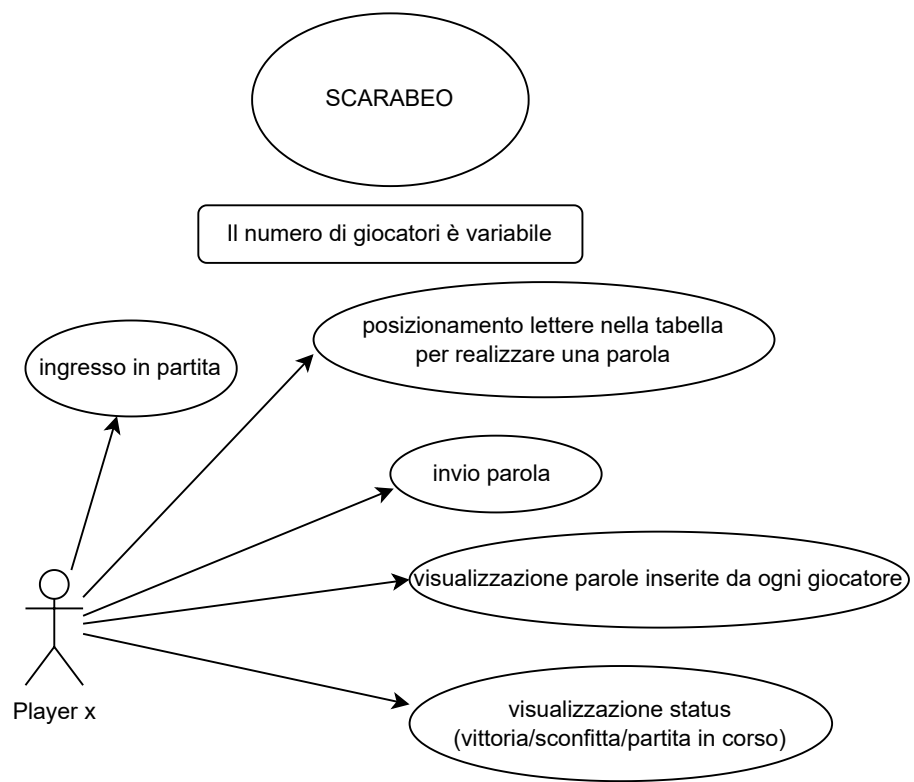 SCARABEO
Il numero di giocatori è variabile
posizionamento lettere nella tabella
per realizzare una parola
ingresso in partita
invio parola
visualizzazione parole inserite da ogni giocatore
Player x
visualizzazione status
(vittoria/sconfitta/partita in corso)